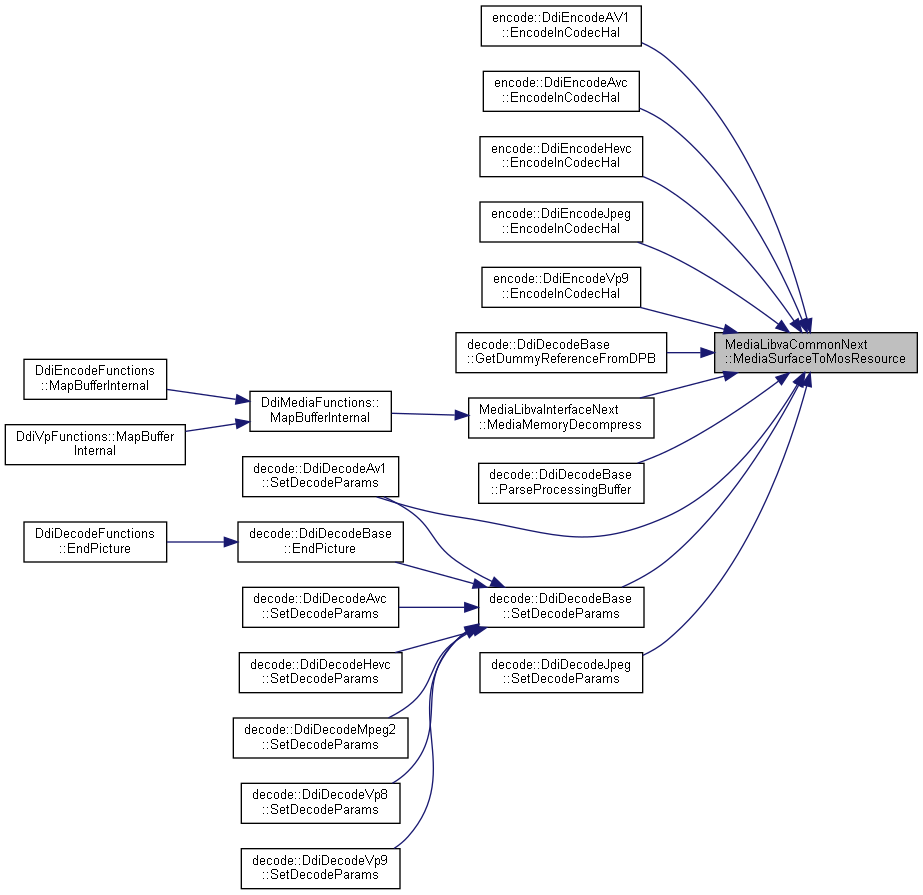 encode::DdiEncodeAV1
::EncodeInCodecHal
encode::DdiEncodeAvc
::EncodeInCodecHal
encode::DdiEncodeHevc
::EncodeInCodecHal
encode::DdiEncodeJpeg
::EncodeInCodecHal
encode::DdiEncodeVp9
::EncodeInCodecHal
decode::DdiDecodeBase
::GetDummyReferenceFromDPB
MediaLibvaCommonNext
::MediaSurfaceToMosResource
DdiEncodeFunctions
::MapBufferInternal
DdiMediaFunctions::
MapBufferInternal
MediaLibvaInterfaceNext
::MediaMemoryDecompress
DdiVpFunctions::MapBuffer
Internal
decode::DdiDecodeAv1
::SetDecodeParams
decode::DdiDecodeBase
::ParseProcessingBuffer
DdiDecodeFunctions
::EndPicture
decode::DdiDecodeBase
::EndPicture
decode::DdiDecodeAvc
::SetDecodeParams
decode::DdiDecodeBase
::SetDecodeParams
decode::DdiDecodeHevc
::SetDecodeParams
decode::DdiDecodeJpeg
::SetDecodeParams
decode::DdiDecodeMpeg2
::SetDecodeParams
decode::DdiDecodeVp8
::SetDecodeParams
decode::DdiDecodeVp9
::SetDecodeParams